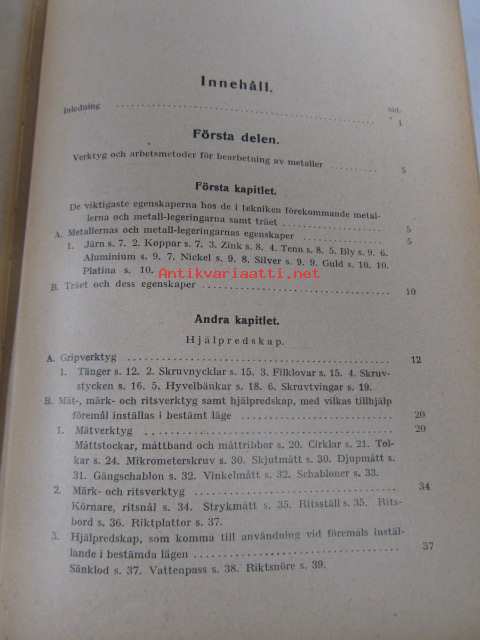 Innehåll.
sid.
Inledning 1
Första delen.
Verktyg och arbetsmetoder för bearbetning av metaller 5
Första kapitlet.
De viktigaste egenskaperna hos de i tekniken förekommande metal-
lerna och metall-legeringarna samt träet 5
A. Metallernas och metall-legeringarnas egenskaper 5
1. Järn s. 7. 2. Koppar s. 7. 3. Zink s. 8. 4. Tenn s. 8. 5. Bly s. 9. 6.
Aluminium s. 9. 7. Nickel s. 9. 8. Silver s. 9. 9. Guld s. 10. 10.
Platina s. 10.
Antikvariaatti.net
B. Träet och dess egenskaper 10
Andra kapitlet.
Hjälpredskap.
A. Gripverktyg 12
1. Tänger s. 12. 2. Skruvnycklar s. 15. 3. Filklovar s. 15. 4. Skruv-
stycken s. 16. 5. Hyvelbänkar s. 18. 6. Skruvtvingar s. 19.
B. Mät-, märk- och ritsverktyg samt hjälpredskap, med vilkas tillhjälp
föremål inställas i bestämt läge 20
1. Mätverktyg 20
Måttstockar, måttband och måttribbor s. 20. Cirklar s. 21. Tol-
kar s. 24. Mikrometerskruv s. 30. Skjutmått s. 30. Djupmått s.
31. Gängschablon s. 32. Vinkelmått s. 32. Schabloner s. 33.
2. Märk- och ritsverktyg 34
Körnare, ritsnål s. 34. Strykmått s. 35. Ritsställ s. 35. Rits-
bord s. 36. Riktplattor s. 37.
3. Hjälpredskap, som komma till användning vid föremåls instäl-
lande i bestämda lägen 37
Sänklod s. 37. Vattenpass s. 38. Riktsnöre s. 39.